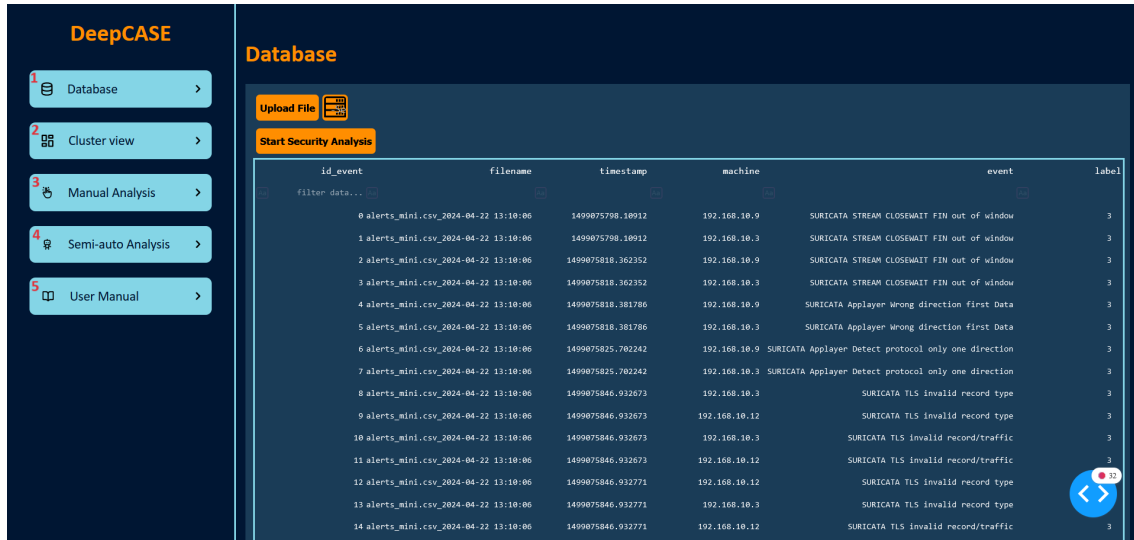 DeepCASE
1 Database
2 Cluster view
3 Manual Analysis
4 Semi-auto Analysis
5 User Manual
Database
Upload File
Start Security Analysis
id_event filename timestamp machine event label
filter data...
0 alerts_mini.csv_2024-04-22 13:10:06 1499075798.10912 192.168.10.9 SURICATA STREAM CLOSEWAIT FIN out of window 3
1 alerts_mini.csv_2024-04-22 13:10:06 1499075798.10912 192.168.10.3 SURICATA STREAM CLOSEWAIT FIN out of window 3
2 alerts_mini.csv_2024-04-22 13:10:06 1499075818.362352 192.168.10.9 SURICATA STREAM CLOSEWAIT FIN out of window 3
3 alerts_mini.csv_2024-04-22 13:10:06 1499075818.362352 192.168.10.3 SURICATA STREAM CLOSEWAIT FIN out of window 3
4 alerts_mini.csv_2024-04-22 13:10:06 1499075818.381786 192.168.10.9 SURICATA Applayer Wrong direction first Data 3
5 alerts_mini.csv_2024-04-22 13:10:06 1499075818.381786 192.168.10.3 SURICATA Applayer Wrong direction first Data 3
6 alerts_mini.csv_2024-04-22 13:10:06 1499075825.702242 192.168.10.9 SURICATA Applayer Detect protocol only one direction 3
7 alerts_mini.csv_2024-04-22 13:10:06 1499075825.702242 192.168.10.3 SURICATA Applayer Detect protocol only one direction 3
8 alerts_mini.csv_2024-04-22 13:10:06 1499075846.932673 192.168.10.3 SURICATA TLS invalid record type 3
9 alerts_mini.csv_2024-04-22 13:10:06 1499075846.932673 192.168.10.12 SURICATA TLS invalid record type 3
10 alerts_mini.csv_2024-04-22 13:10:06 1499075846.932673 192.168.10.3 SURICATA TLS invalid record/traffic 3
11 alerts_mini.csv_2024-04-22 13:10:06 1499075846.932673 192.168.10.12 SURICATA TLS invalid record/traffic 3
32
12 alerts_mini.csv_2024-04-22 13:10:06 1499075846.932771 192.168.10.12 SURICATA TLS invalid record type
13 alerts_mini.csv_2024-04-22 13:10:06 1499075846.932771 192.168.10.3 SURICATA TLS invalid record type
14 alerts_mini.csv_2024-04-22 13:10:06 1499075846.932771 192.168.10.12 SURICATA TLS invalid record/traffic 3